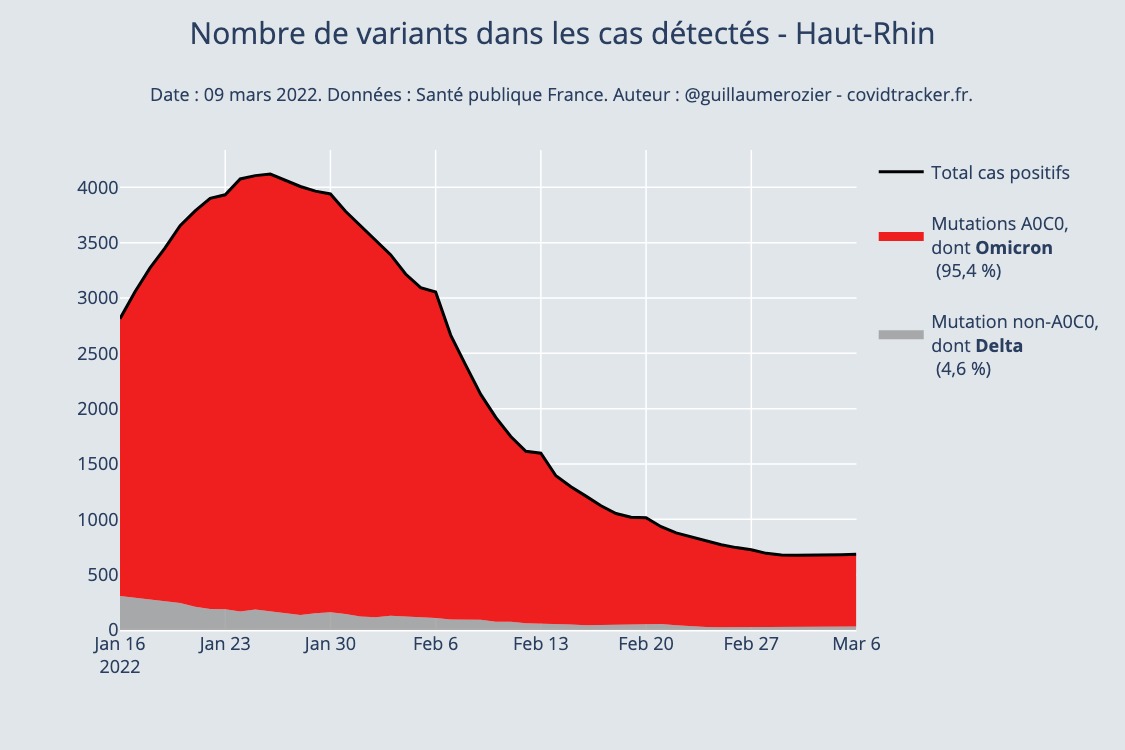 Nombre de variants dans les cas détectés - Haut-Rhin
Date : 09 mars 2022. Données : Santé publique France. Auteur : @guillaumerozier - covidtracker.fr.
4000
3500
3000
2500
2000
1500
1000
500
0
Jan 16
2022
Jan 23
Jan 30
Feb 6
Feb 13
Feb 20
Feb 27
Mar 6
Total cas positifs
Mutations A0C0,
dont Omicron
(95,4 %)
Mutation non-A0C0,
dont Delta
(4,6 %)